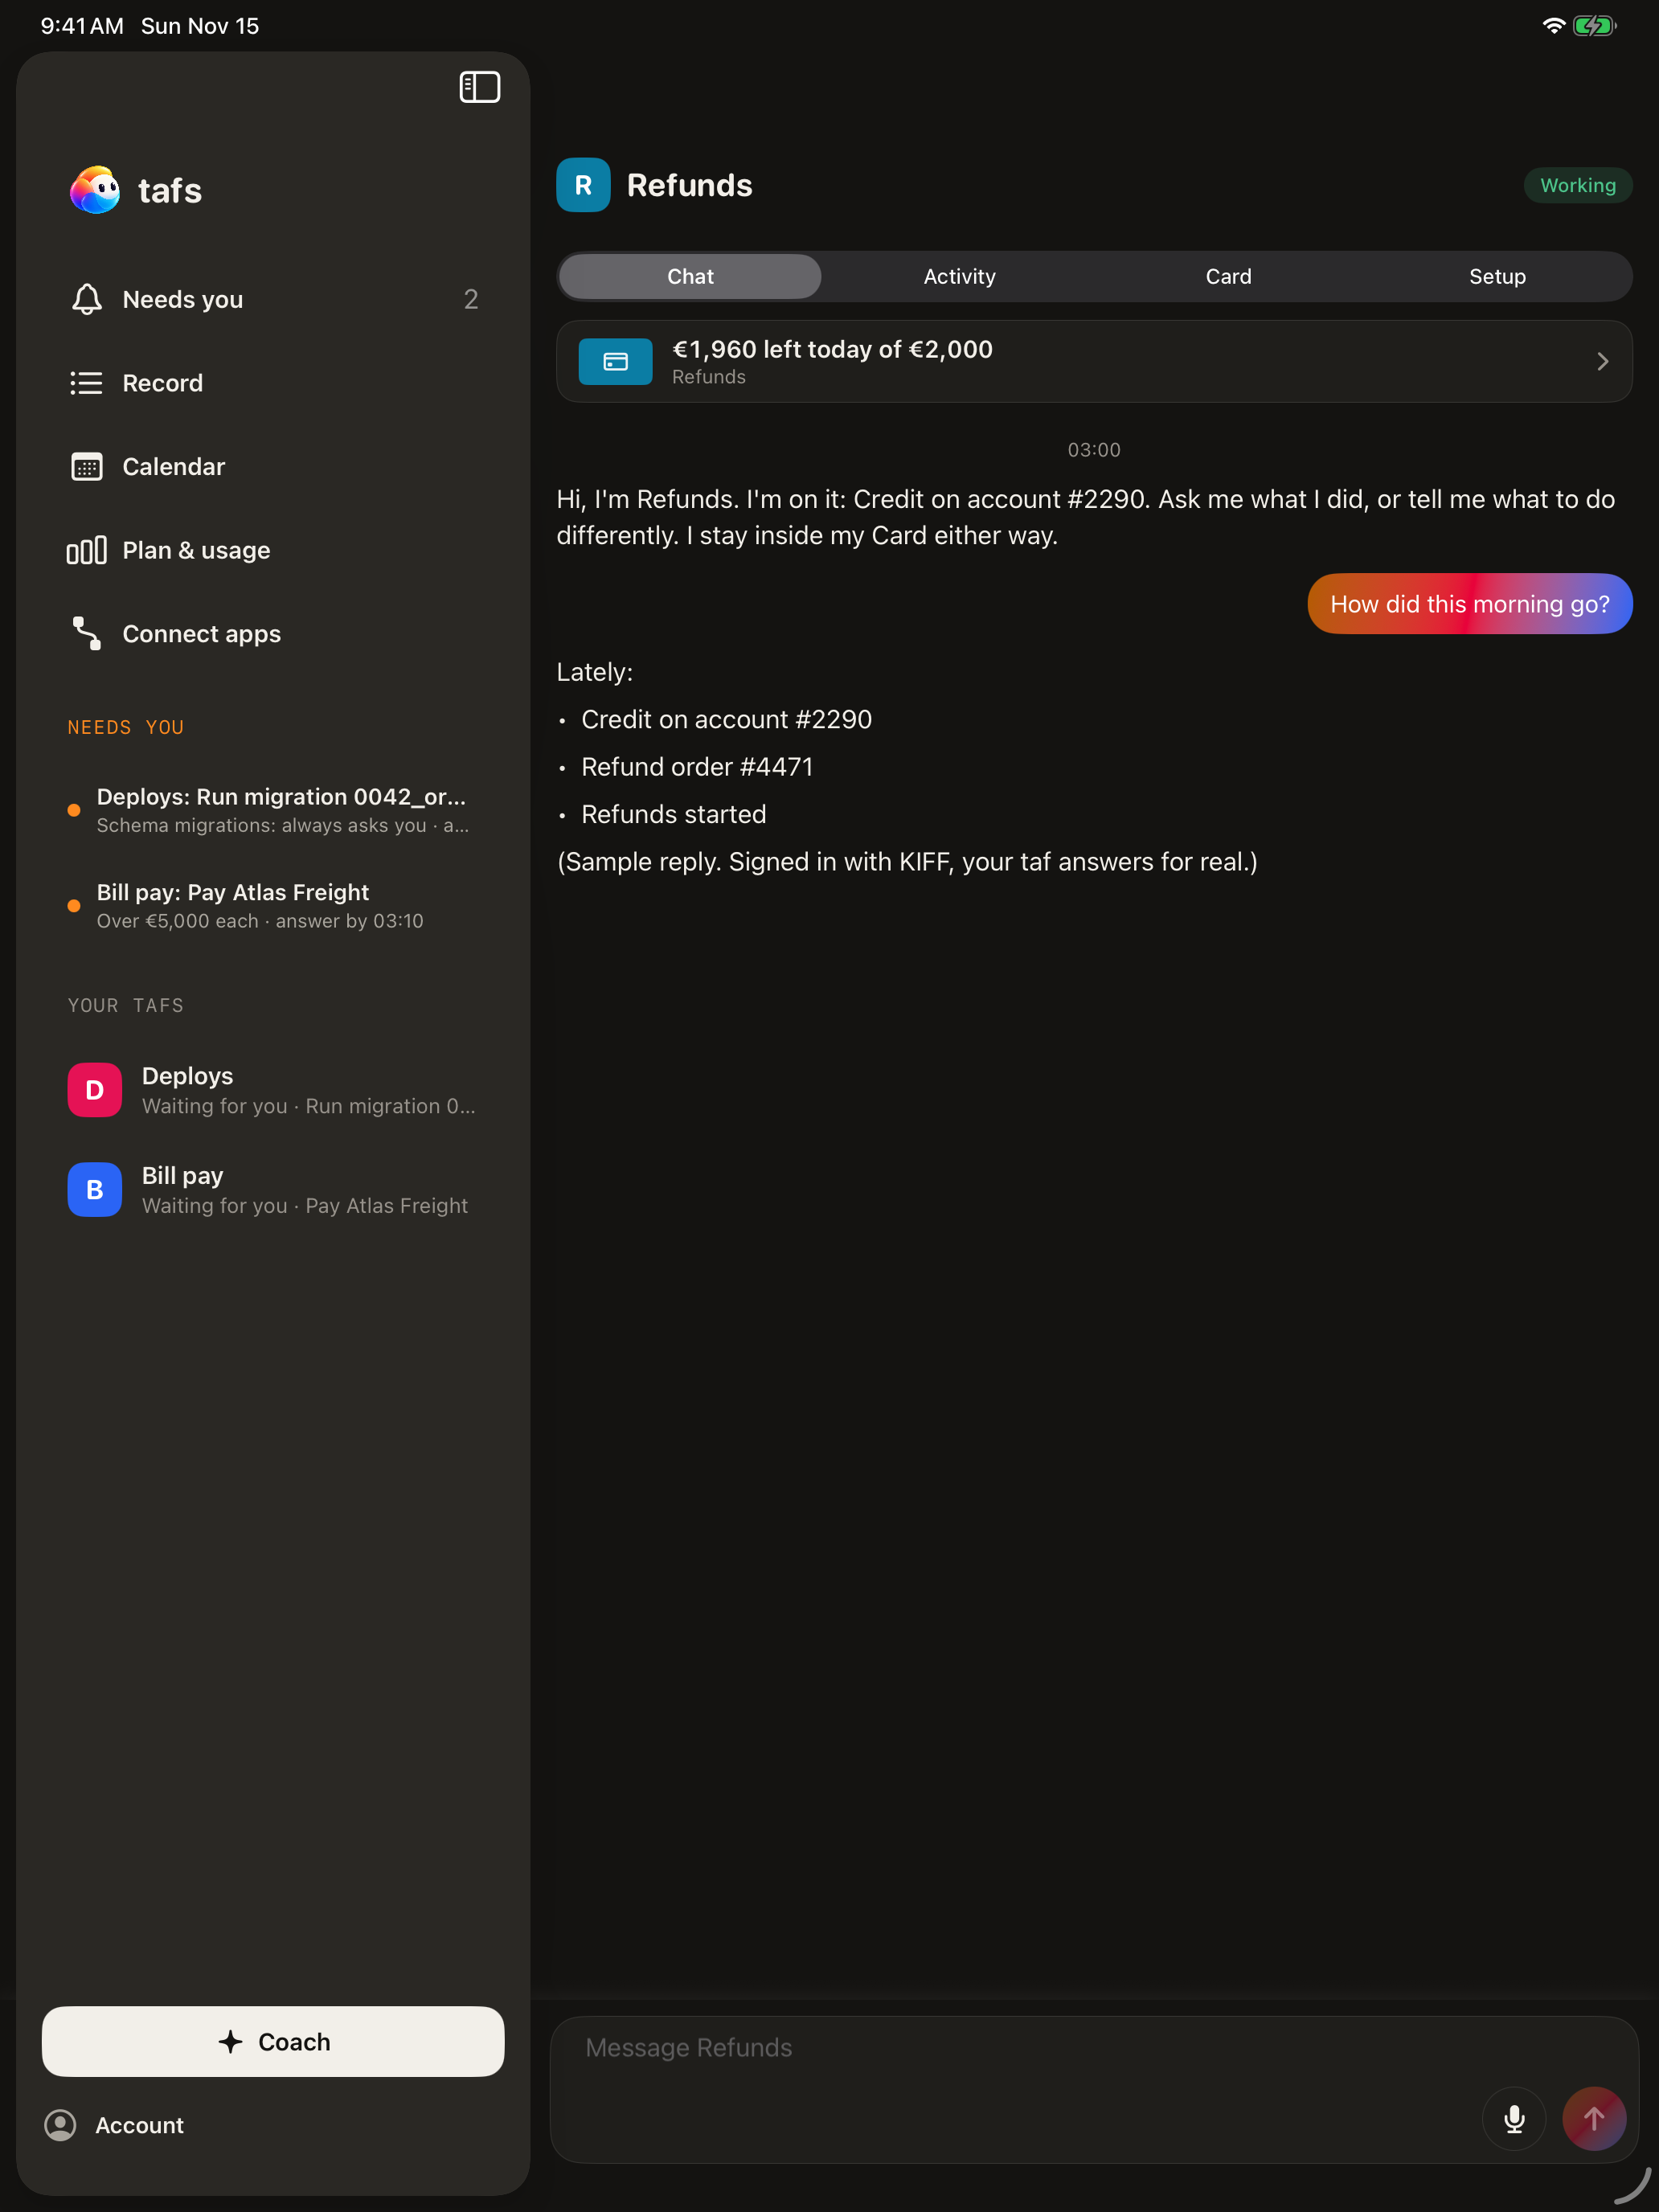 9:41 AM Sun Nov 15
tafs
Needs you 2
Record
Calendar
Plan & usage
Connect apps
NEEDS YOU
Deploys: Run migration 0042_or...
Schema migrations: always asks you · a...
Bill pay: Pay Atlas Freight
Over €5,000 each · answer by 03:10
YOUR TAFS
D
Deploys
Waiting for you · Run migration 0...
B
Bill pay
Waiting for you · Pay Atlas Freight
Coach
Account
R
Refunds
Working
Chat Activity Card Setup
€1,960 left today of €2,000
Refunds
03:00
Hi, I'm Refunds. I'm on it: Credit on account #2290. Ask me what I did, or tell me what to do
differently. I stay inside my Card either way.
How did this morning go?
Lately:
• Credit on account #2290
• Refund order #4471
• Refunds started
(Sample reply. Signed in with KIFF, your taf answers for real.)
Message Refunds